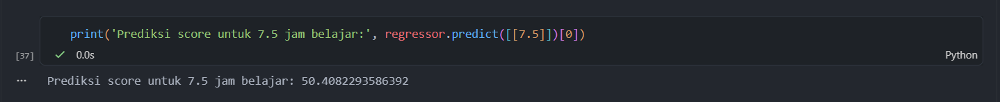 print('Prediksi score untuk 7.5 jam belajar:', regressor.predict([[7.5]])[0])
[37] ✓ 0.0s Python
... Prediksi score untuk 7.5 jam belajar: 50.4082293586392